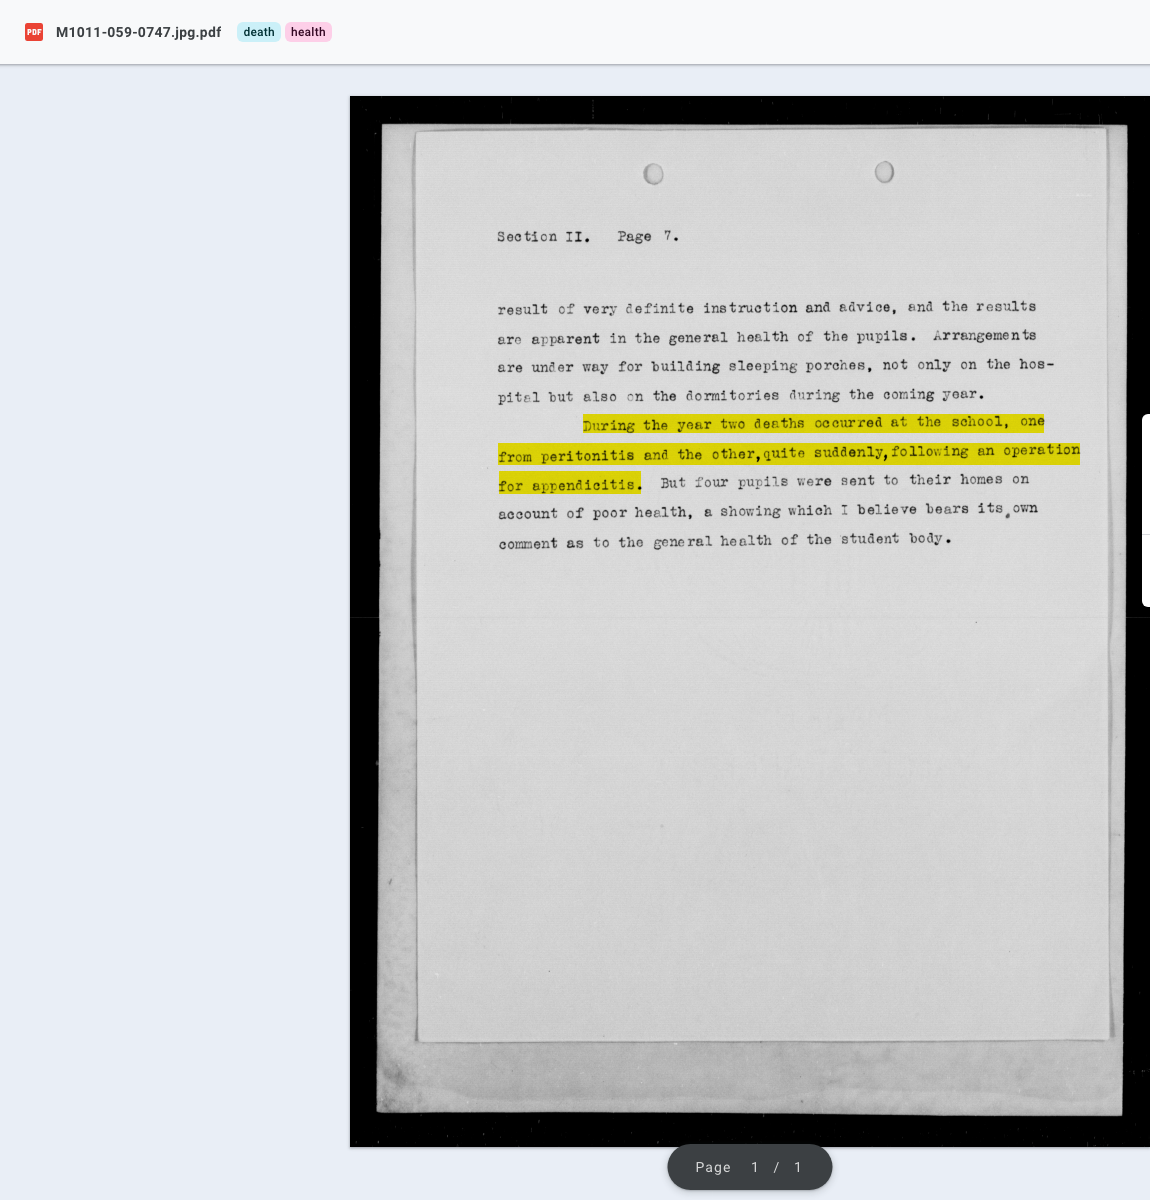 PDF M1011-059-0747.jpg.pdf death health
Section II. Page 7.
result of very definite instruction and advice, and the results
are apparent in the general health of the pupils. Arrangements
are under way for building sleeping porches, not only on the hos-
pital but also on the dormitories during the coming year.
During the year two deaths occurred at the school, one
from peritonitis and the other,quite suddenly,following an operation
for appendicitis. But four pupils were sent to their homes on
account of poor health, a showing which I believe bears its own
comment as to the general health of the student body.
Page 1 / 1